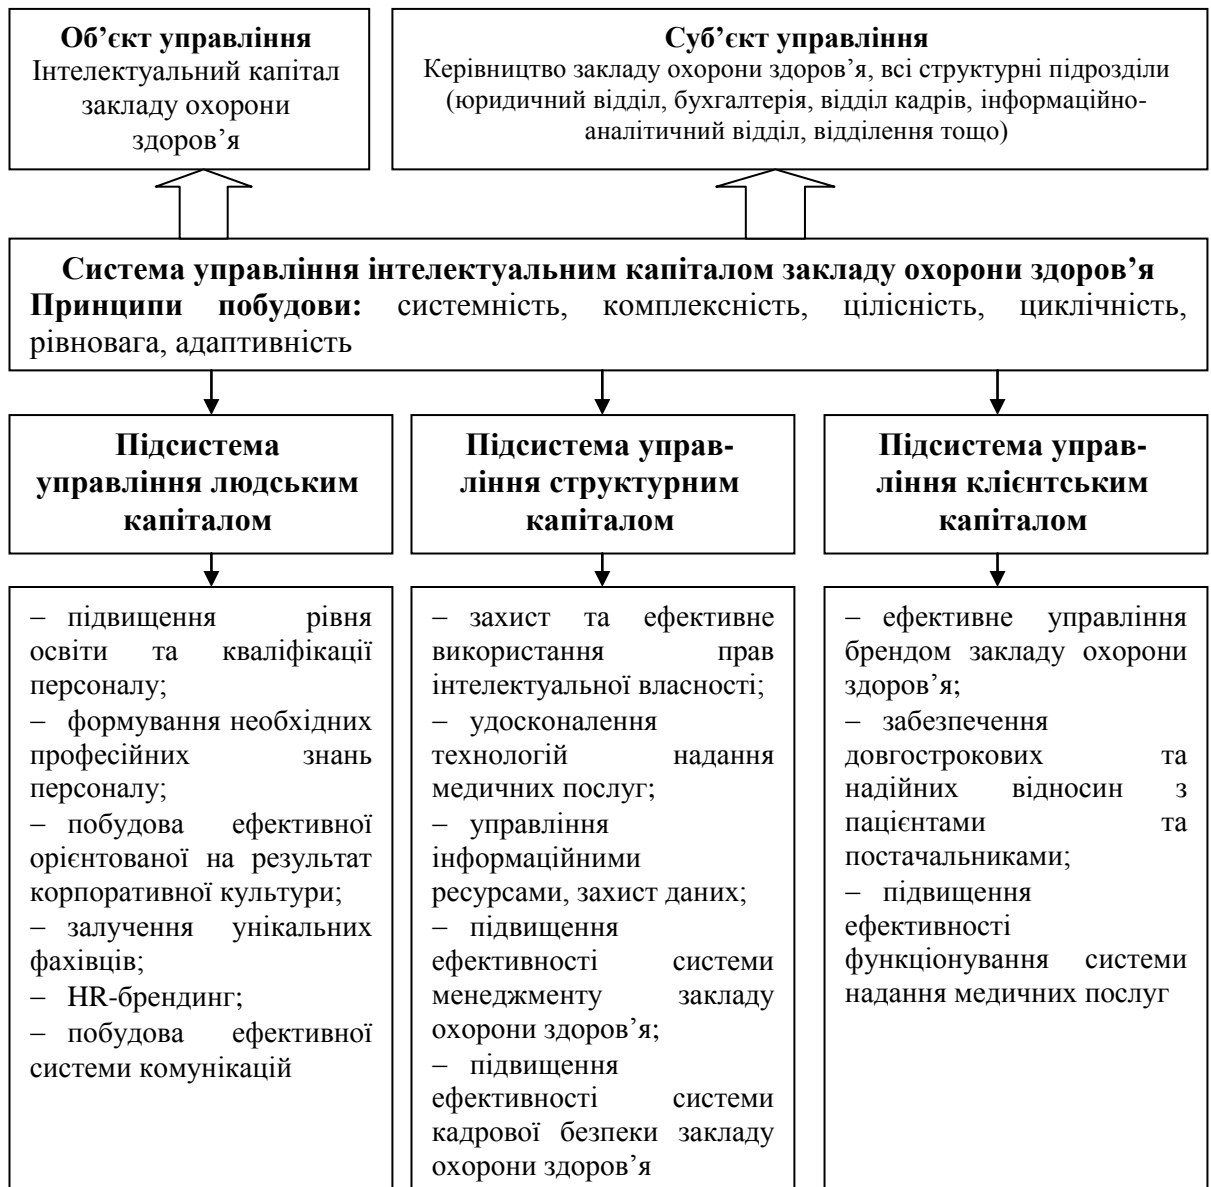 Об’єкт управління
Інтелектуальний капітал
закладу охорони
здоров’я
Суб’єкт управління
Керівництво закладу охорони здоров’я, всі структурні підрозділи
(юридичний відділ, бухгалтерія, відділ кадрів, інформаційно-
аналітичний відділ, відділення тощо)
Система управління інтелектуальним капіталом закладу охорони здоров’я
Принципи побудови: системність, комплексність, цілісність, циклічність,
рівновага, адаптивність
Підсистема
управління людським
капіталом
Підсистема управ-
ління структурним
капіталом
Підсистема управ-
ління клієнтським
капіталом
– підвищення рівня
освіти та кваліфікації
персоналу;
– формування необхідних
професійних знань
персоналу;
– побудова ефективної
орієнтованої на результат
корпоративної культури;
– залучення унікальних
фахівців;
– HR-брендинг;
– побудова ефективної
системи комунікацій
– захист та ефективне
використання прав
інтелектуальної власності;
– удосконалення
технологій надання
медичних послуг;
– управління
інформаційними
ресурсами, захист даних;
– підвищення
ефективності системи
менеджменту закладу
охорони здоров’я;
– підвищення
ефективності системи
кадрової безпеки закладу
охорони здоров’я
– ефективне управління
брендом закладу охорони
здоров’я;
– забезпечення
довгострокових та
надійних відносин з
пацієнтами та
постачальниками;
– підвищення
ефективності
функціонування системи
надання медичних послуг